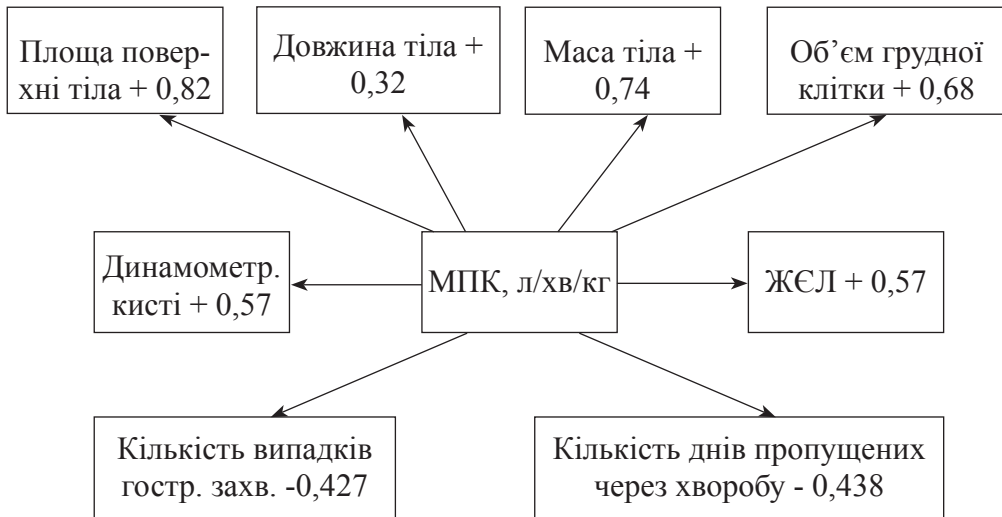 Площа повер-
хні тіла + 0,82
Довжина тіла +
0,32
Маса тіла +
0,74
Об’єм грудної
клітки + 0,68
Динамометр.
кисті + 0,57
МПК, л/хв/кг
ЖЄЛ + 0,57
Кількість випадків
гостр. захв. -0,427
Кількість днів пропущених
через хворобу - 0,438